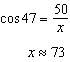 cos 47 = 50/x
x ≈ 73